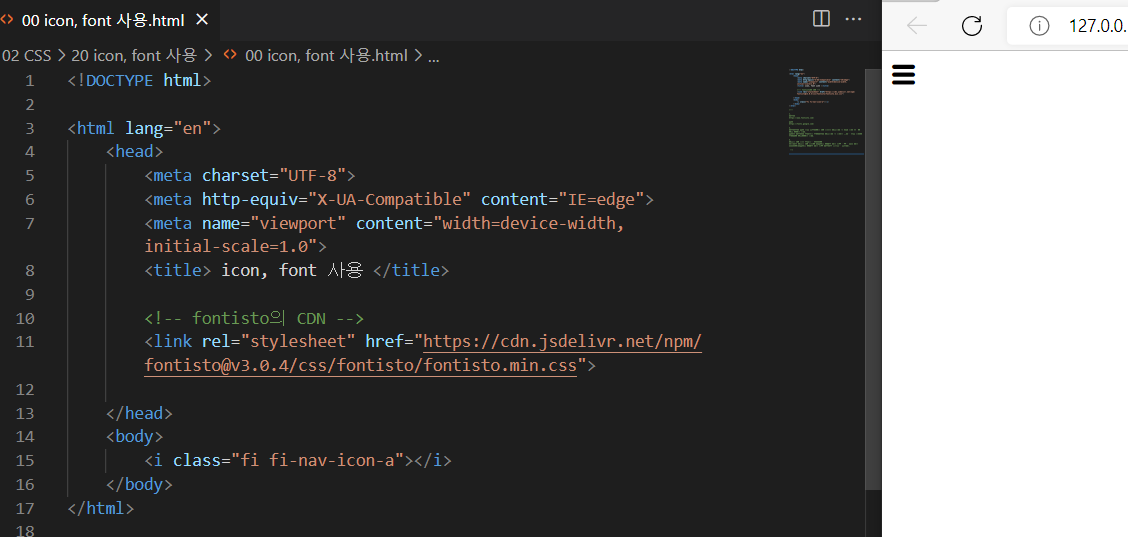 00 icon, font 사용.html
02 CSS > 20 icon, font 사용 > 00 icon, font 사용.html > ...
127.0.0.
1 <!DOCTYPE html>
2
3 <html lang="en">
4 <head>
5 <meta charset="UTF-8">
6 <meta http-equiv="X-UA-Compatible" content="IE=edge">
7 <meta name="viewport" content="width=device-width,
initial-scale=1.0">
8 <title> icon, font 사용 </title>
9
10 <!-- fontisto의 CDN -->
11 <link rel="stylesheet" href="https://cdn.jsdelivr.net/npm/
fontisto@v3.0.4/css/fontisto/fontisto.min.css">
12
13 </head>
14 <body>
15 <i class="fi fi-nav-icon-a"></i>
16 </body>
17 </html>
18